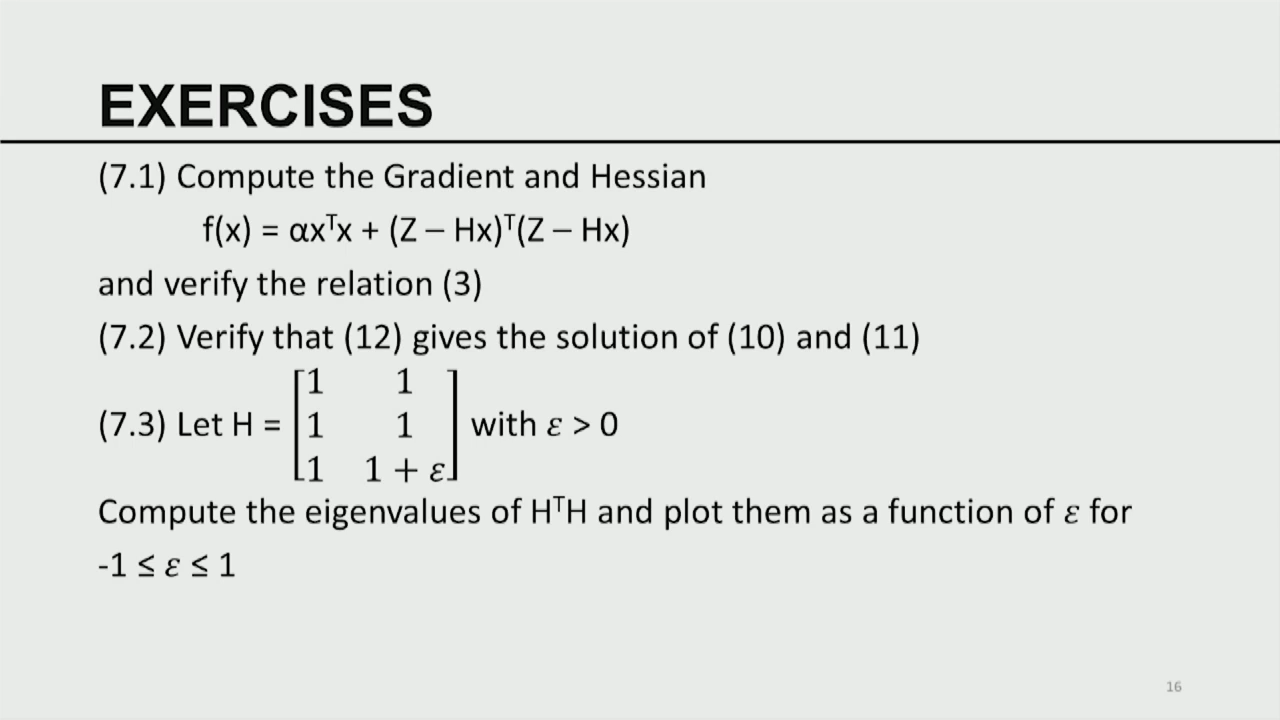 EXERCISES
(7.1) Compute the Gradient and Hessian
f(x) = αxᵀx + (Z – Hx)ᵀ(Z – Hx)
and verify the relation (3)
(7.2) Verify that (12) gives the solution of (10) and (11)
(7.3) Let H = [1 1; 1 1; 1 1 + ε] with ε > 0
Compute the eigenvalues of HᵀH and plot them as a function of ε for
-1 ≤ ε ≤ 1
16